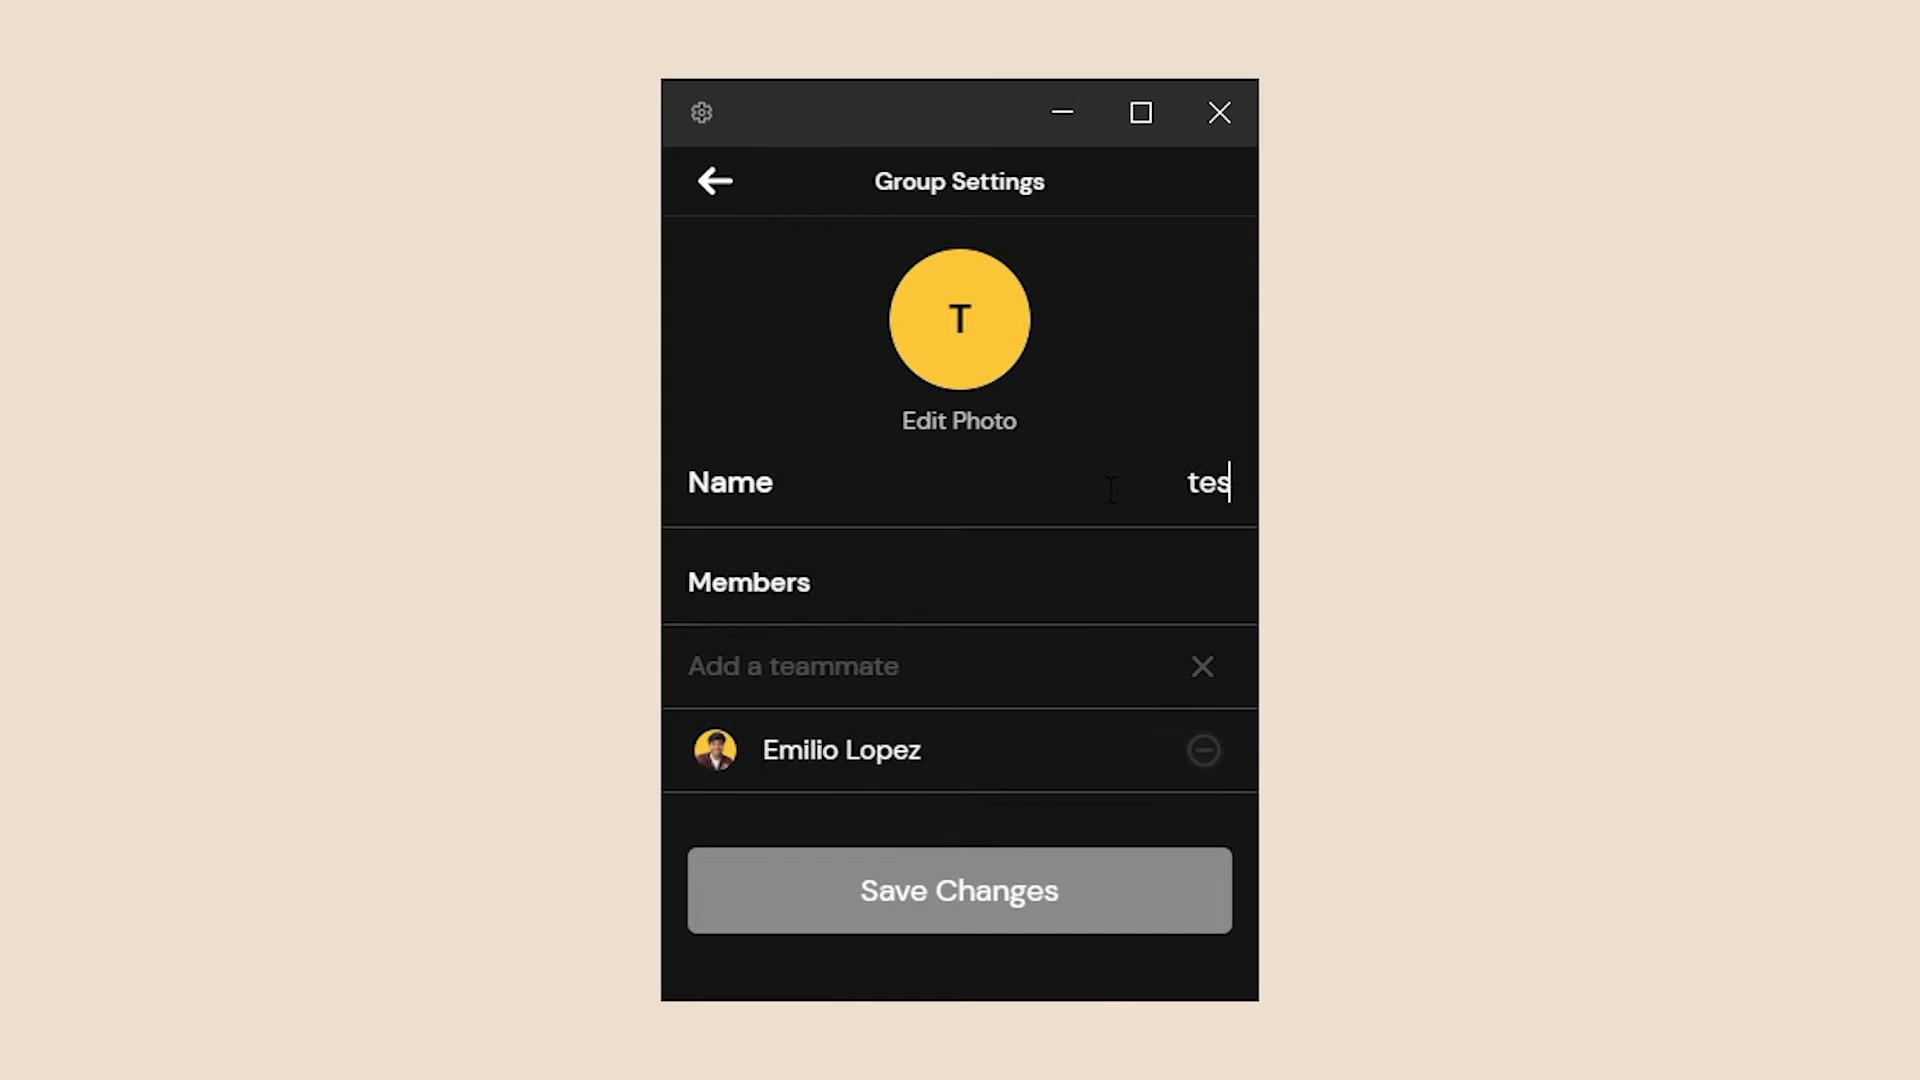 Group Settings
T
Edit Photo
Name
tes
Members
Add a teammate
Emilio Lopez
Save Changes